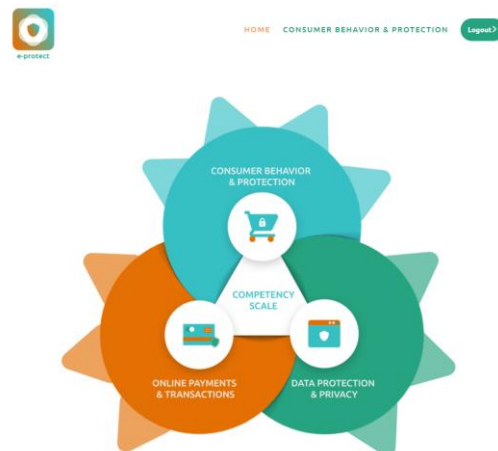 e-protect
HOME CONSUMER BEHAVIOR & PROTECTION Logout
CONSUMER BEHAVIOR
& PROTECTION
COMPETENCY
SCALE
ONLINE PAYMENTS
& TRANSACTIONS
DATA PROTECTION
& PRIVACY